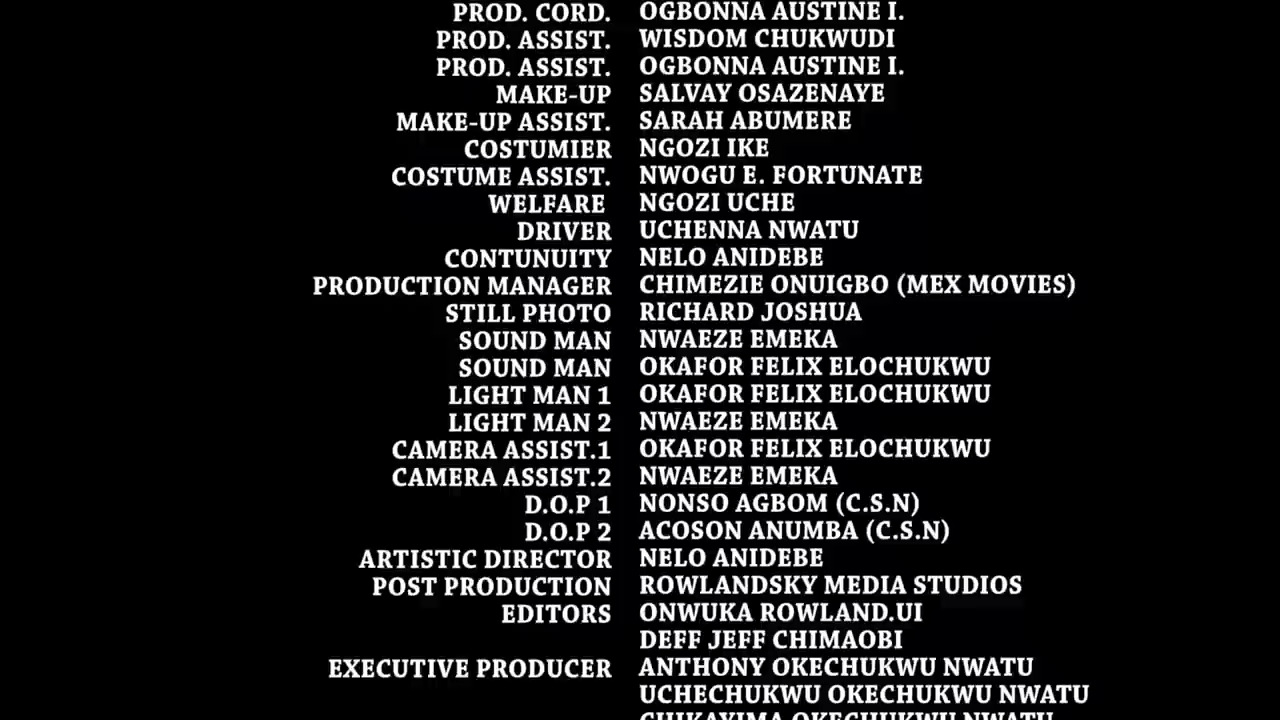 PROD. CORD. OGBONNA AUSTINE I.
PROD. ASSIST. WISDOM CHUKWUDI
PROD. ASSIST. OGBONNA AUSTINE I.
MAKE-UP SALVAY OSAZENAYE
MAKE-UP ASSIST. SARAH ABUMERE
COSTUMIER NGOZI IKE
COSTUME ASSIST. NWOGU E. FORTUNATE
WELFARE NGOZI UCHE
DRIVER UCHENNA NWATU
CONTUNUITY NELO ANIDEBE
PRODUCTION MANAGER CHIMEZIE ONUIGBO (MEX MOVIES)
STILL PHOTO RICHARD JOSHUA
SOUND MAN NWAEZE EMEKA
SOUND MAN OKAFOR FELIX ELOCHUKWU
LIGHT MAN 1 OKAFOR FELIX ELOCHUKWU
LIGHT MAN 2 NWAEZE EMEKA
CAMERA ASSIST.1 OKAFOR FELIX ELOCHUKWU
CAMERA ASSIST.2 NWAEZE EMEKA
D.O.P 1 NONSO AGBOM (C.S.N)
D.O.P 2 ACOSON ANUMBA (C.S.N)
ARTISTIC DIRECTOR NELO ANIDEBE
POST PRODUCTION ROWLANDSKY MEDIA STUDIOS
EDITORS ONWUKA ROWLAND.UI
DEFF JEFF CHIMAOBI
EXECUTIVE PRODUCER ANTHONY OKECHUKWU NWATU
UCHECHUKWU OKECHUKWU NWATU
OKECHUKWU NWATU